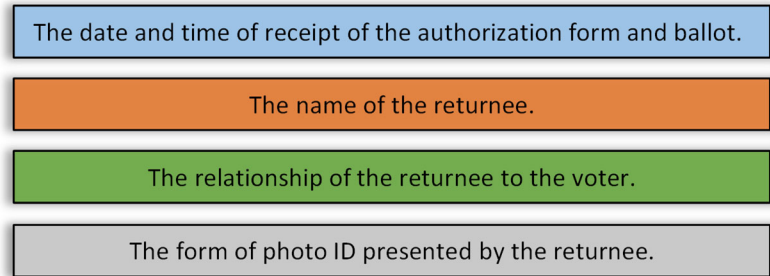 The date and time of receipt of the authorization form and ballot.
The name of the returnee.
The relationship of the returnee to the voter.
The form of photo ID presented by the returnee.